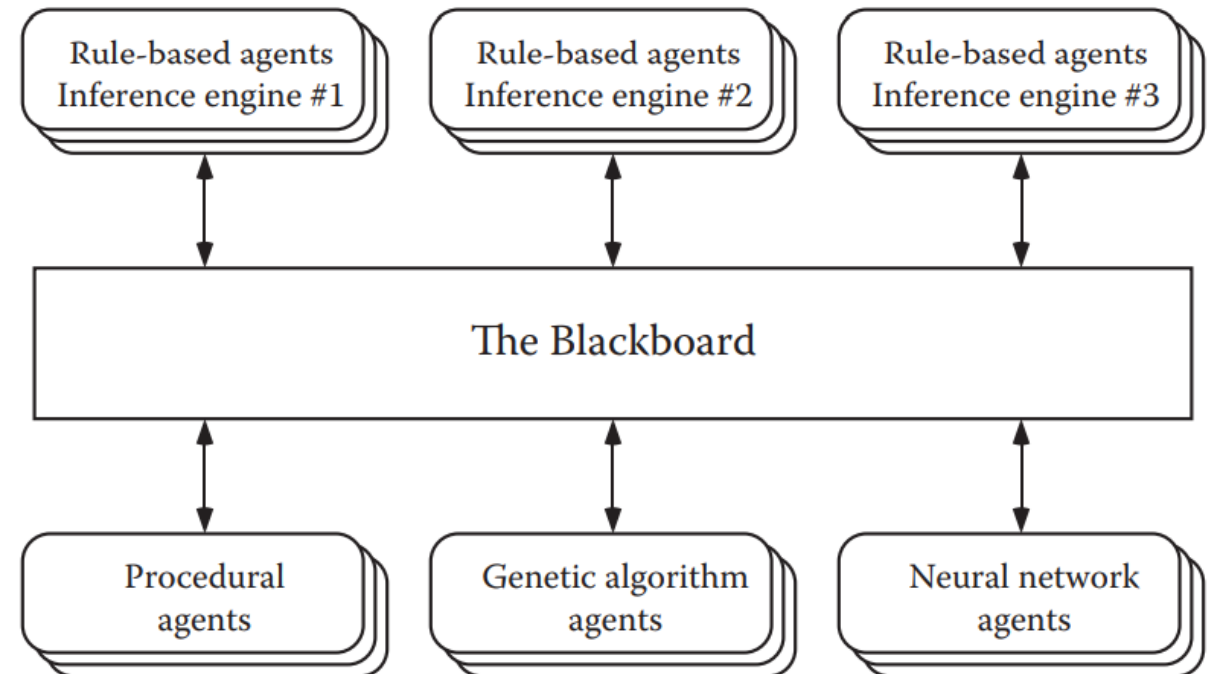 Rule-based agents
Inference engine #1
Rule-based agents
Inference engine #2
Rule-based agents
Inference engine #3
The Blackboard
Procedural
agents
Genetic algorithm
agents
Neural network
agents